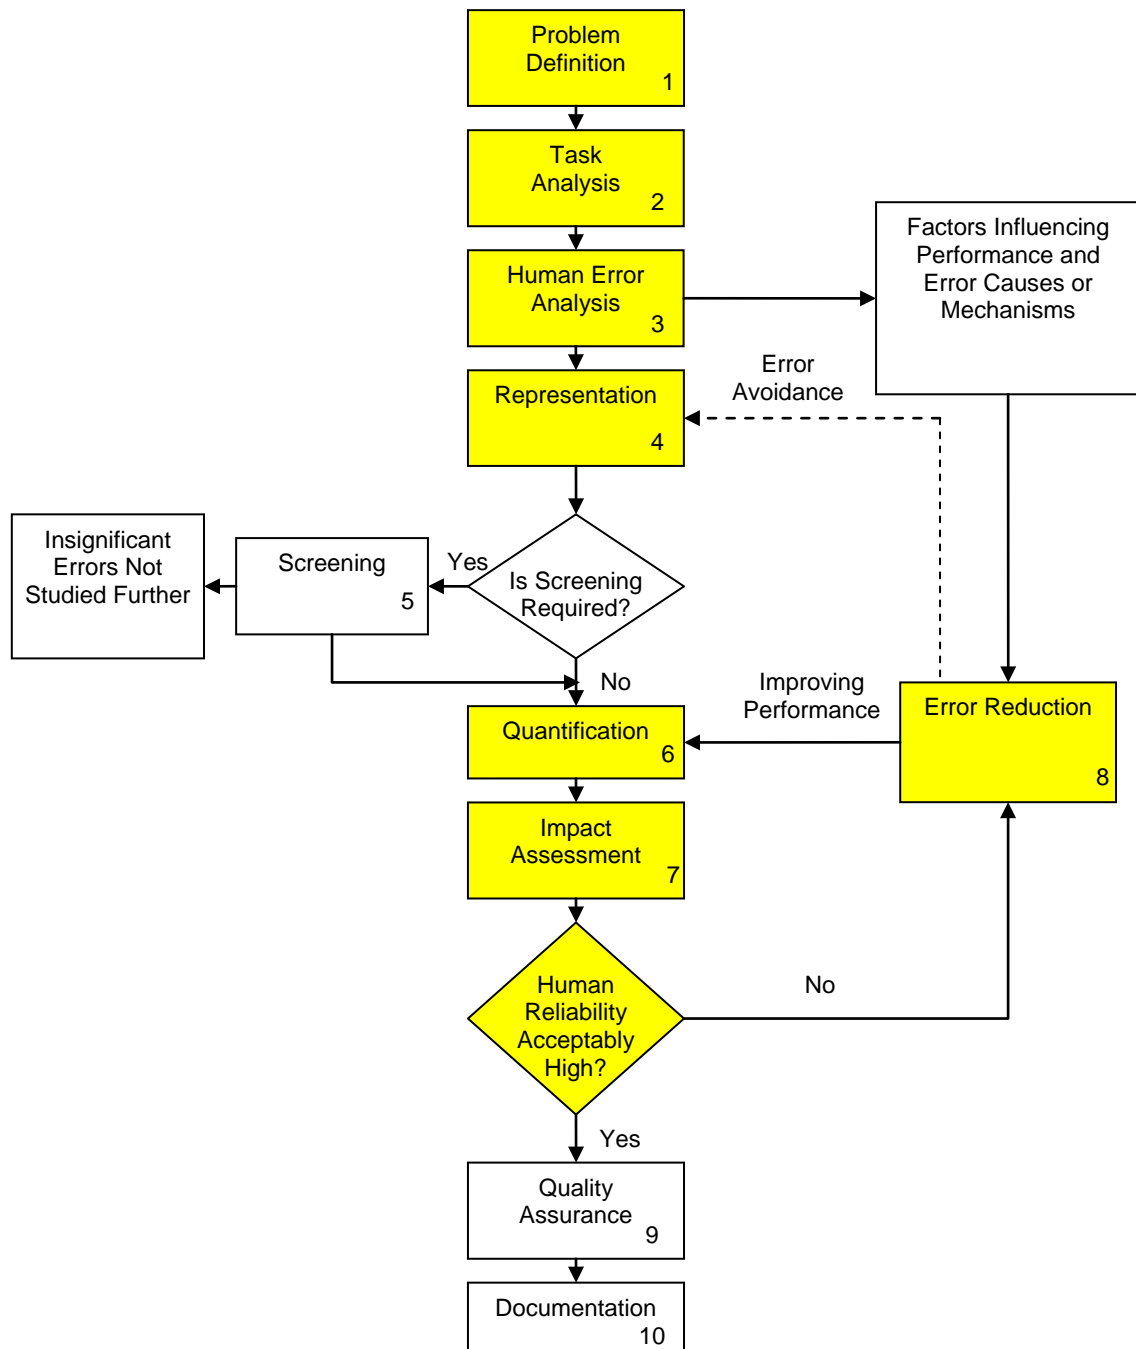 Problem
Definition
1
Task
Analysis
2
Factors Influencing
Performance and
Error Causes or
Mechanisms
Human Error
Analysis
3
Error
Avoidance
Representation
4
Insignificant
Errors Not
Studied Further
Screening
5
Yes
Is Screening
Required?
No
Improving
Performance
Error Reduction
8
Quantification
6
Impact
Assessment
7
Human
Reliability
Acceptably
High?
No
Yes
Quality
Assurance
9
Documentation
10